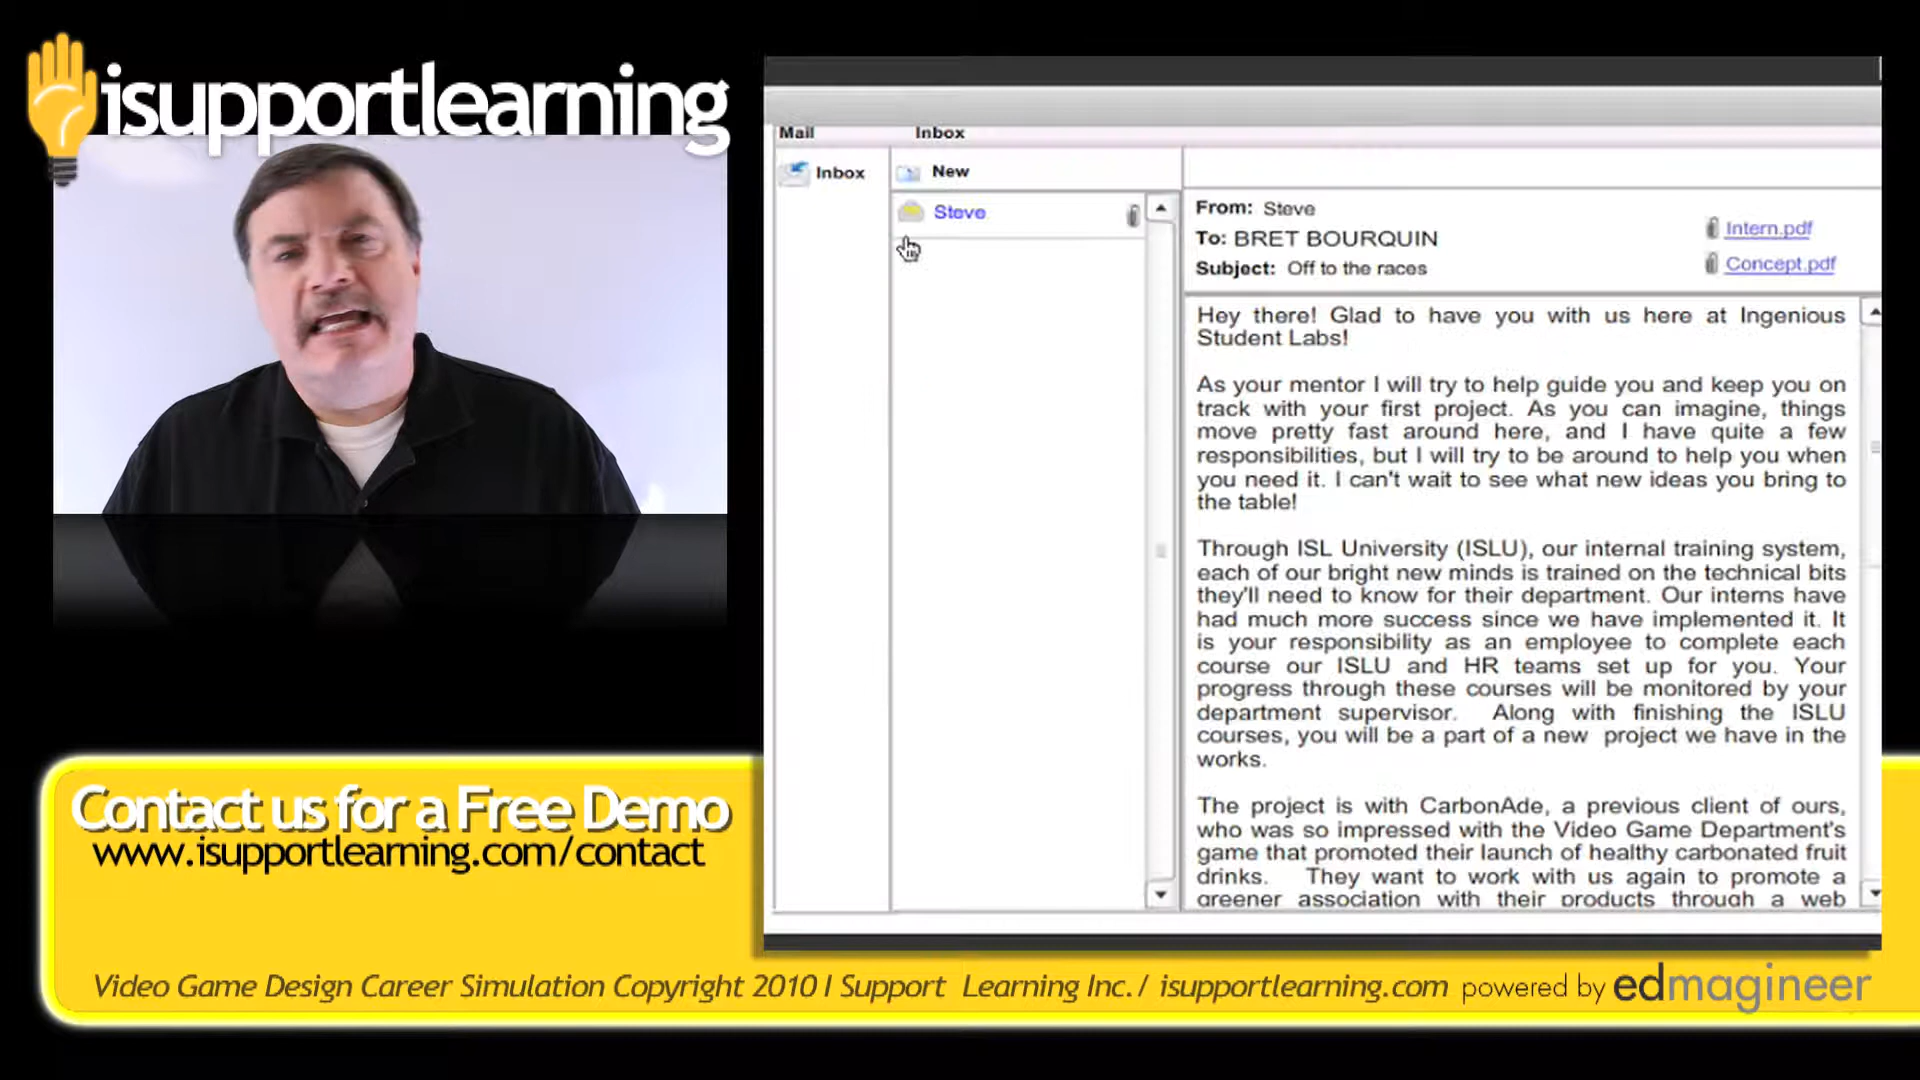 isupportlearning
Mail
Inbox
Inbox
New
Steve
From: Steve
To: BRET BOURQUIN
Subject: Off to the races
Intern.pdf
Concept.pdf
Hey there! Glad to have you with us here at Ingenious
Student Labs!
As your mentor I will try to help guide you and keep you on
track with your first project. As you can imagine, things
move pretty fast around here, and I have quite a few
responsibilities, but I will try to be around to help you when
you need it. I can't wait to see what new ideas you bring to
the table!
Through ISL University (ISLU), our internal training system,
each of our bright new minds is trained on the technical bits
they'll need to know for their department. Our interns have
had much more success since we have implemented it. It
is your responsibility as an employee to complete each
course our ISLU and HR teams set up for you. Your
progress through these courses will be monitored by your
department supervisor. Along with finishing the ISLU
courses, you will be a part of a new project we have in the
works.
The project is with CarbonAde, a previous client of ours,
who was so impressed with the Video Game Department's
game that promoted their launch of healthy carbonated fruit
drinks. They want to work with us again to promote a
greener association with their products through a web
Contact us for a Free Demo
www.isupportlearning.com/contact
Video Game Design Career Simulation Copyright 2010 I Support Learning Inc. / isupportlearning.com powered by edmagineer